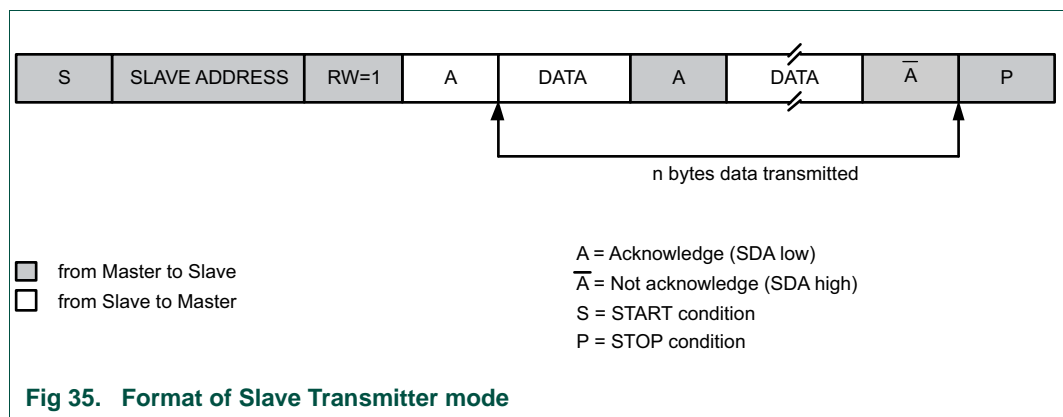 S SLAVE ADDRESS RW=1 A DATA A DATA A̅ P
n bytes data transmitted
from Master to Slave
from Slave to Master
A = Acknowledge (SDA low)
A̅ = Not acknowledge (SDA high)
S = START condition
P = STOP condition
Fig 35. Format of Slave Transmitter mode